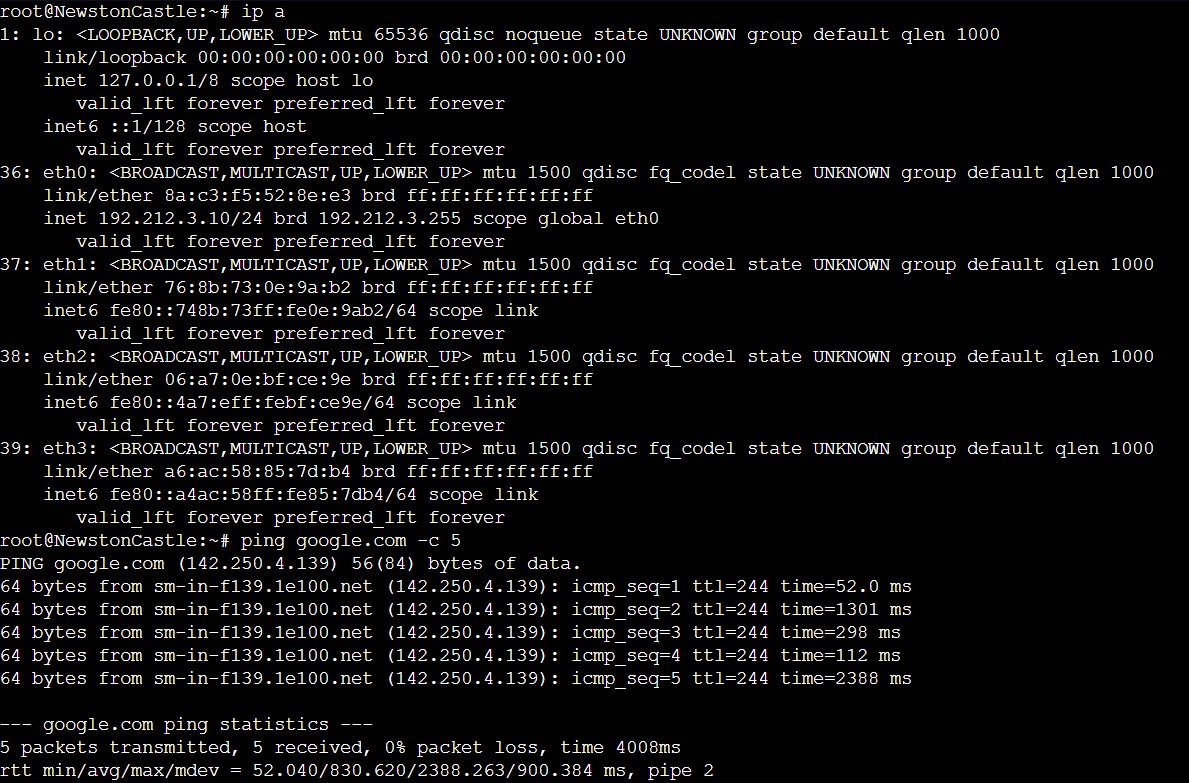 root@NewstonCastle:~# ip a
1: lo: <LOOPBACK,UP,LOWER_UP> mtu 65536 qdisc noqueue state UNKNOWN group default qlen 1000
    link/loopback 00:00:00:00:00:00 brd 00:00:00:00:00:00
    inet 127.0.0.1/8 scope host lo
       valid_lft forever preferred_lft forever
    inet6 ::1/128 scope host
       valid_lft forever preferred_lft forever
36: eth0: <BROADCAST,MULTICAST,UP,LOWER_UP> mtu 1500 qdisc fq_codel state UNKNOWN group default qlen 1000
    link/ether 8a:c3:f5:52:8e:e3 brd ff:ff:ff:ff:ff:ff
    inet 192.212.3.10/24 brd 192.212.3.255 scope global eth0
       valid_lft forever preferred_lft forever
37: eth1: <BROADCAST,MULTICAST,UP,LOWER_UP> mtu 1500 qdisc fq_codel state UNKNOWN group default qlen 1000
    link/ether 76:8b:73:0e:9a:b2 brd ff:ff:ff:ff:ff:ff
    inet6 fe80::748b:73ff:fe0e:9ab2/64 scope link
       valid_lft forever preferred_lft forever
38: eth2: <BROADCAST,MULTICAST,UP,LOWER_UP> mtu 1500 qdisc fq_codel state UNKNOWN group default qlen 1000
    link/ether 06:a7:0e:bf:ce:9e brd ff:ff:ff:ff:ff:ff
    inet6 fe80::4a7:eff:febf:ce9e/64 scope link
       valid_lft forever preferred_lft forever
39: eth3: <BROADCAST,MULTICAST,UP,LOWER_UP> mtu 1500 qdisc fq_codel state UNKNOWN group default qlen 1000
    link/ether a6:ac:58:85:7d:b4 brd ff:ff:ff:ff:ff:ff
    inet6 fe80::a4ac:58ff:fe85:7db4/64 scope link
       valid_lft forever preferred_lft forever
root@NewstonCastle:~# ping google.com -c 5
PING google.com (142.250.4.139) 56(84) bytes of data.
64 bytes from sm-in-f139.1e100.net (142.250.4.139): icmp_seq=1 ttl=244 time=52.0 ms
64 bytes from sm-in-f139.1e100.net (142.250.4.139): icmp_seq=2 ttl=244 time=1301 ms
64 bytes from sm-in-f139.1e100.net (142.250.4.139): icmp_seq=3 ttl=244 time=298 ms
64 bytes from sm-in-f139.1e100.net (142.250.4.139): icmp_seq=4 ttl=244 time=112 ms
64 bytes from sm-in-f139.1e100.net (142.250.4.139): icmp_seq=5 ttl=244 time=2388 ms

--- google.com ping statistics ---
5 packets transmitted, 5 received, 0% packet loss, time 4008ms
rtt min/avg/max/mdev = 52.040/830.620/2388.263/900.384 ms, pipe 2